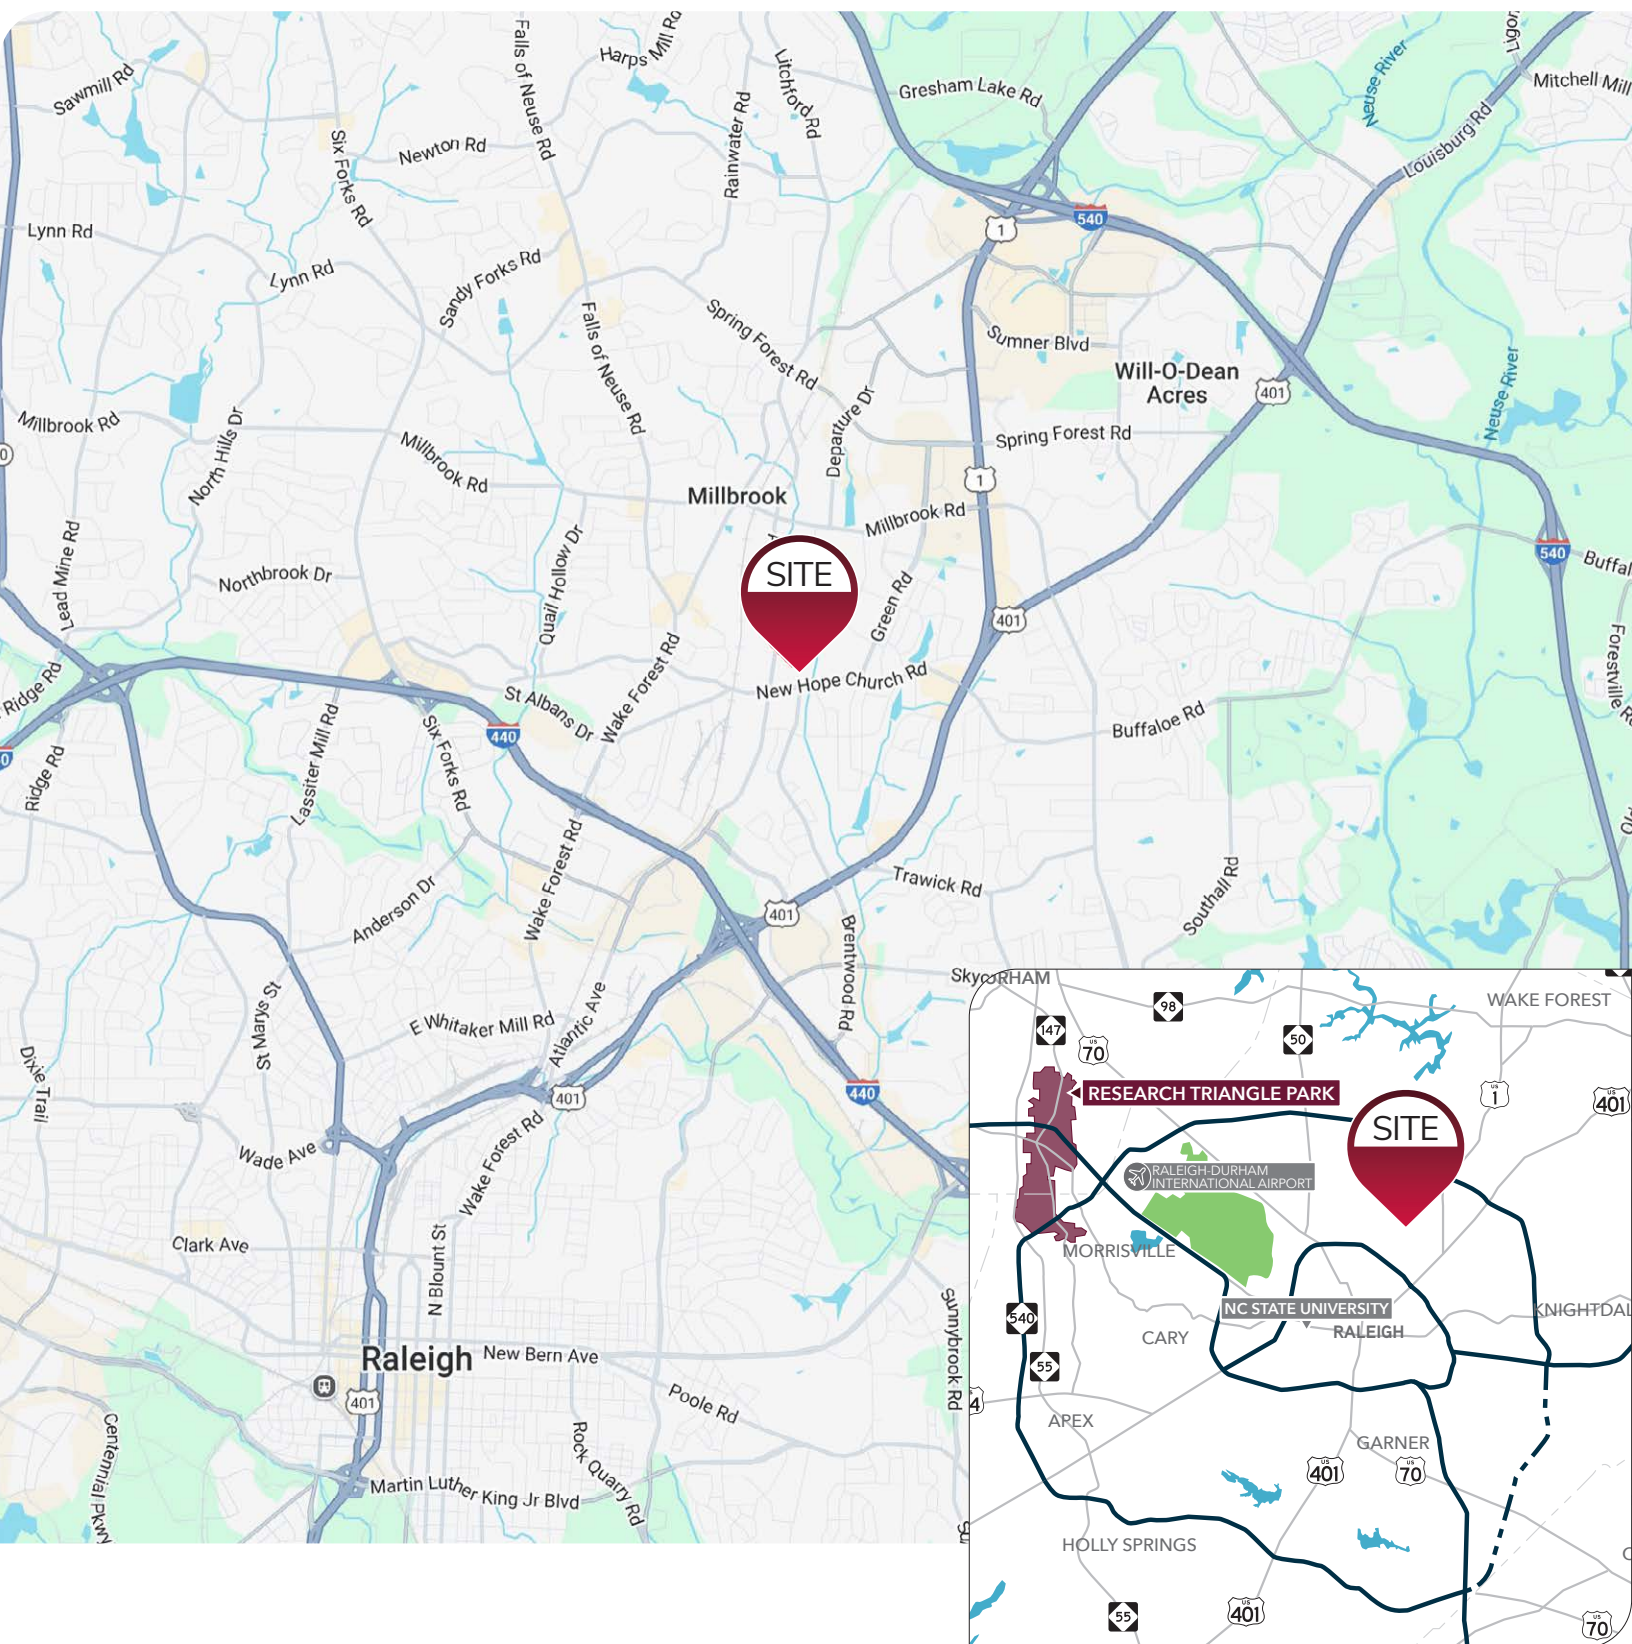 Sawmill Rd
Falls of Neuse Rd
Harps Mill Rd
Litchford Rd
Rainwater Rd
Gresham Lake Rd
Neuse River
Mitchell Mill
Louisburg Rd
Six Forks Rd
Newton Rd
Lynn Rd
Lynn Rd
Sandy Forks Rd
1
540
Spring Forest Rd
Falls of Neuse Rd
Sumner Blvd
Will-O-Dean
Acres
401
Neuse River
Millbrook Rd
North Hills Dr
Millbrook Rd
Departure Dr
Spring Forest Rd
1
Millbrook
Millbrook Rd
Lead Mine Rd
Northbrook Dr
Quail Hollow Dr
SITE
Green Rd
401
540
Forestville
Ridge Rd
Wake Forest Rd
New Hope Church Rd
St Albans Dr
Buffaloe Rd
440
Ridge Rd
Lassiter Mill Rd
Six Forks Rd
Wake Forest Rd
Trawick Rd
Southall Rd
Anderson Dr
401
Brentwood Rd
St Marys St
E Whitaker Mill Rd
Atlantic Ave
Dixie Trail
401
440
Wade Ave
Wake Forest Rd
Clark Ave
N Blount St
Sunnybrook Rd
Raleigh
New Bern Ave
401
Poole Rd
Centennial Pkwy
Rock Quarry Rd
Martin Luther King Jr Blvd
WAKE FOREST
98
147
US
70
50
RESEARCH TRIANGLE PARK
US
1
US
401
SITE
RALEIGH-DURHAM
INTERNATIONAL AIRPORT
MORRISVILLE
NC STATE UNIVERSITY
RALEIGH
540
CARY
55
APEX
GARNER
US
401
US
70
HOLLY SPRINGS
55
US
401
US
70